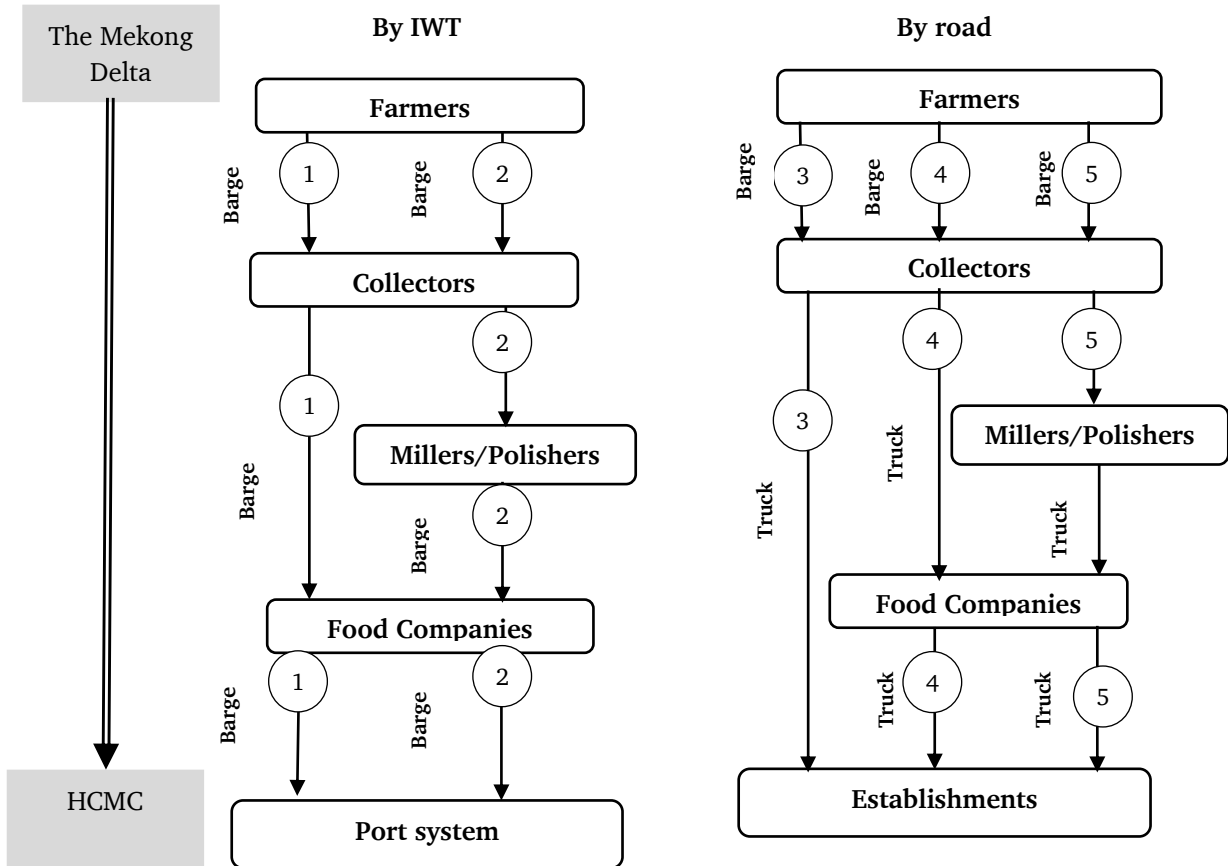 The Mekong
Delta
HCMC
By IWT
Farmers
1
2
Barge
Barge
Collectors
2
1
Millers/Polishers
Barge
2
Barge
Food Companies
1
2
Barge
Barge
Port system
By road
Farmers
3
4
5
Barge
Barge
Barge
Collectors
4
5
3
Millers/Polishers
Truck
Truck
Truck
Food Companies
4
5
Truck
Truck
Establishments